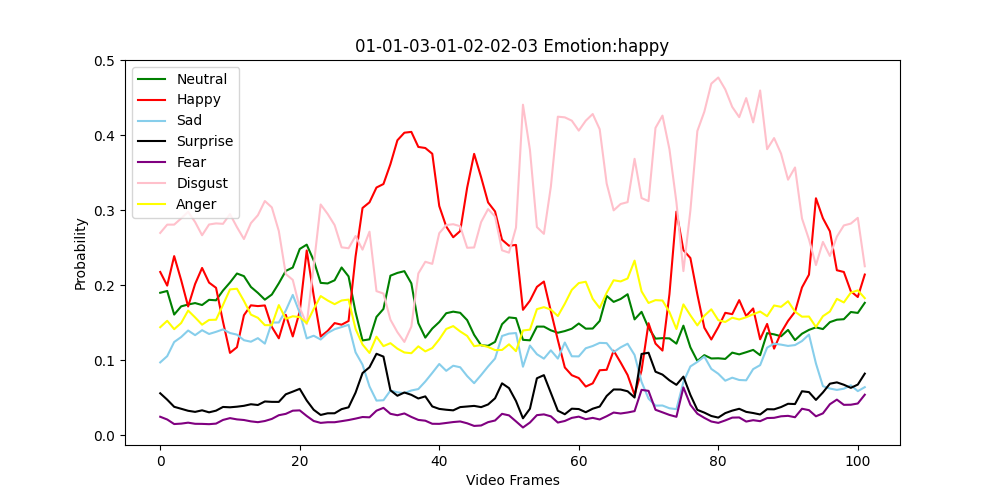 01-01-03-01-02-02-03 Emotion:happy
0.5
0.4
0.3
0.2
0.1
0.0
Probability
Neutral
Happy
Sad
Surprise
Fear
Disgust
Anger
0 20 40 60 80 100
Video Frames